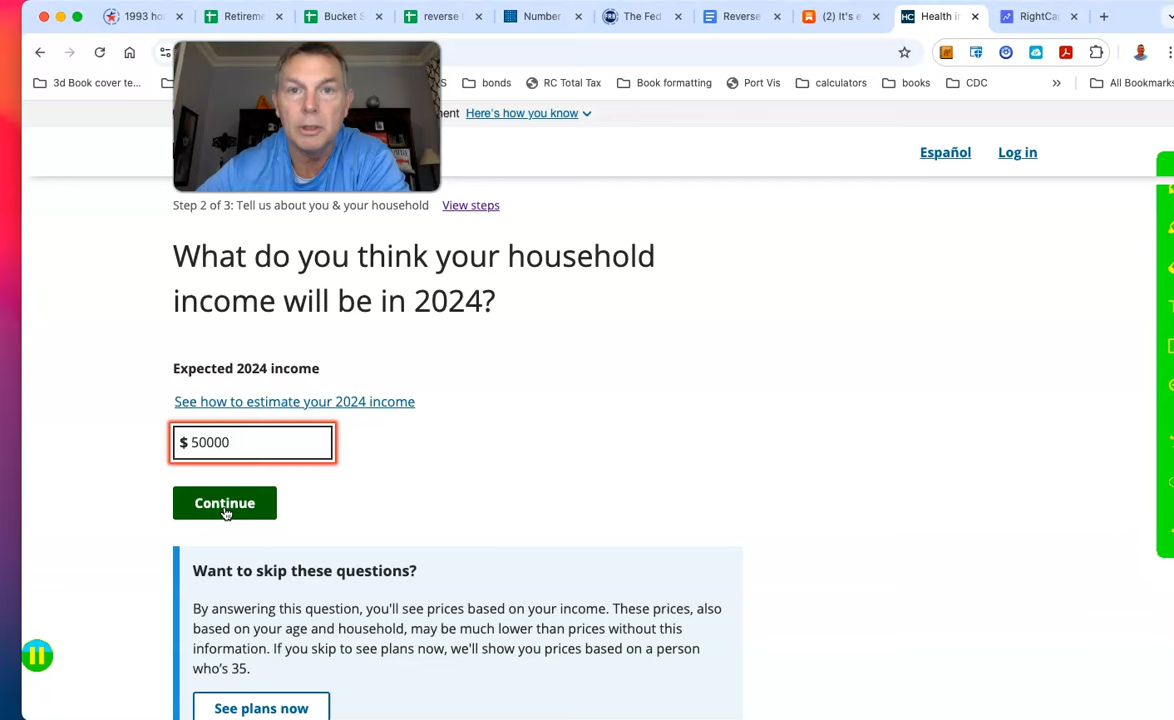 1993 ho
Retirem
Bucket S
reverse
Number
The Fed
Reverse
(2) It's e
Health in
RightCa
3d Book cover te...
S
bonds
RC Total Tax
Book formatting
Port Vis
calculators
books
CDC
All Bookmarks
ent Here's how you know
Español
Log in
Step 2 of 3: Tell us about you & your household View steps
What do you think your household
income will be in 2024?
Expected 2024 income
See how to estimate your 2024 income
$ 50000
Continue
Want to skip these questions?
By answering this question, you'll see prices based on your income. These prices, also
based on your age and household, may be much lower than prices without this
information. If you skip to see plans now, we'll show you prices based on a person
who's 35.
See plans now